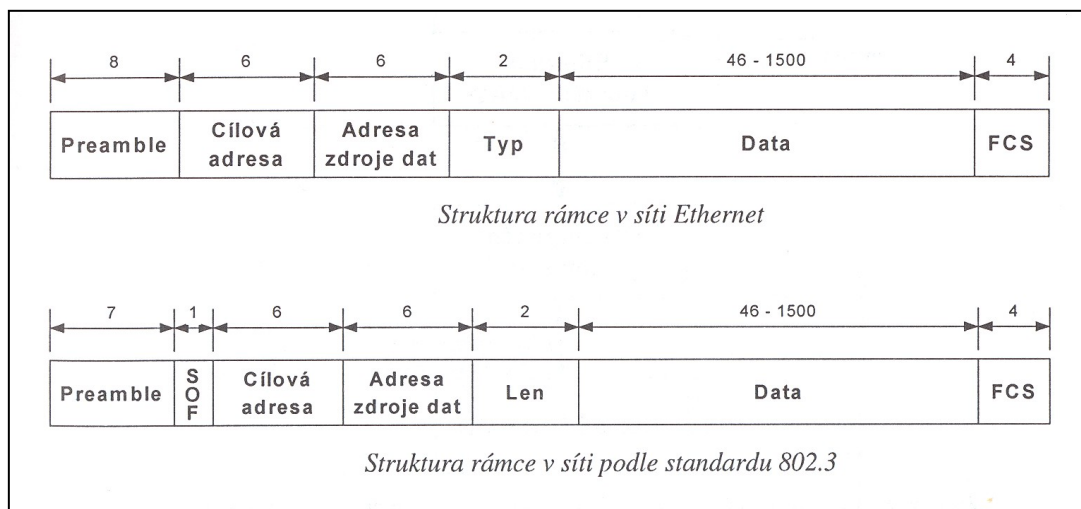 8 6 6 2 46 - 1500 4
Preamble Cílová adresa Adresa zdroje dat Typ Data FCS
Struktura rámce v síti Ethernet
7 1 6 6 2 46 - 1500 4
Preamble SOF Cílová adresa Adresa zdroje dat Len Data FCS
Struktura rámce v síti podle standardu 802.3